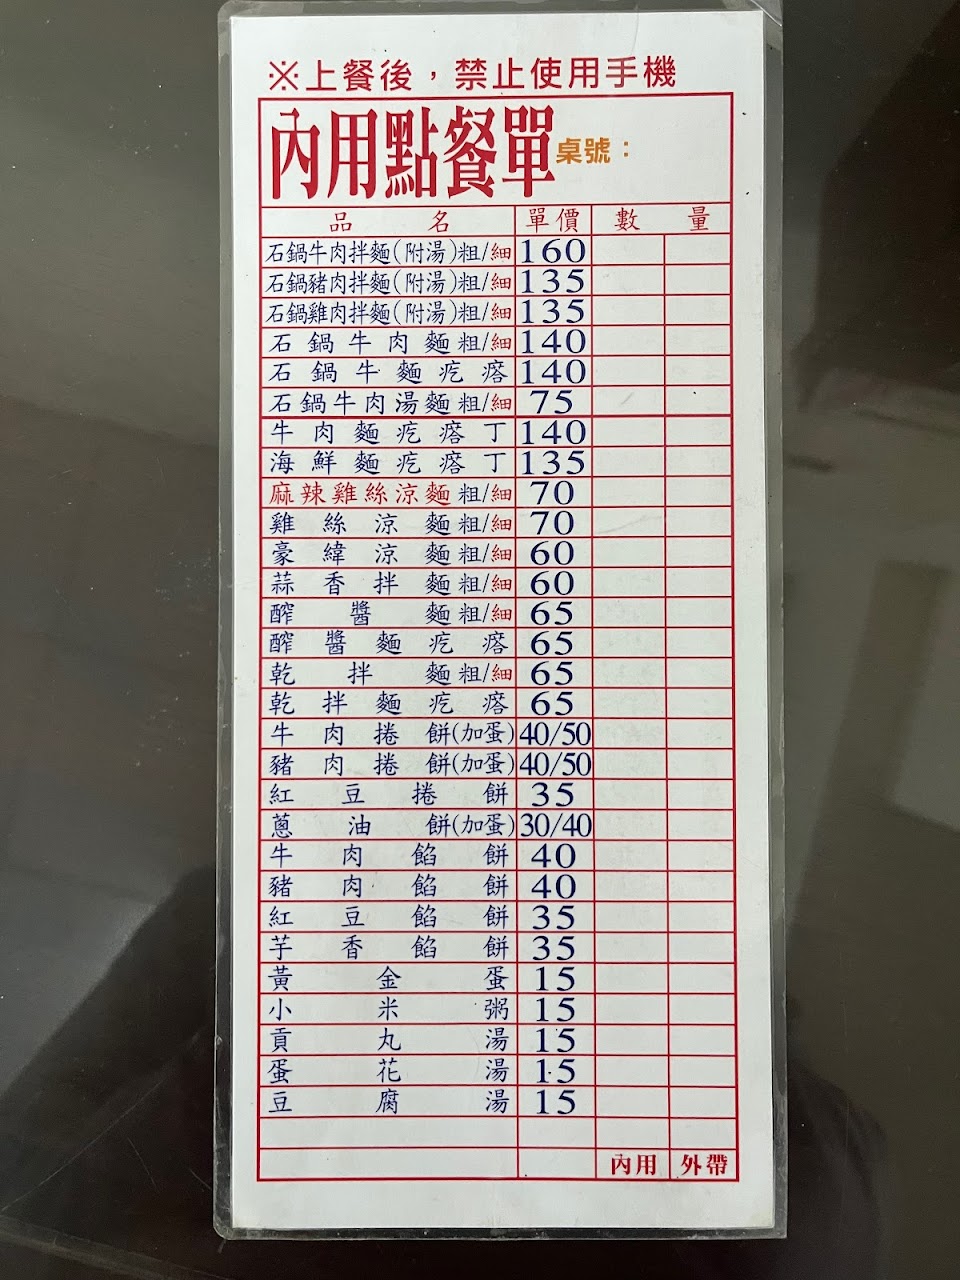 ※上餐後，禁止使用手機
內用點餐單 桌號：
品名 單價 數量
石鍋牛肉拌麵(附湯)粗/細 160
石鍋豬肉拌麵(附湯)粗/細 135
石鍋雞肉拌麵(附湯)粗/細 135
石鍋牛肉麵粗/細 140
石鍋牛麵疙瘩 140
石鍋牛肉湯麵粗/細 75
牛肉麵疙瘩丁 140
海鮮麵疙瘩丁 135
麻辣雞絲涼麵粗/細 70
雞絲涼麵粗/細 70
豪緯涼麵粗/細 60
蒜香拌麵粗/細 60
醡醬麵粗/細 65
醡醬麵疙瘩 65
乾拌麵粗/細 65
乾拌麵疙瘩 65
牛肉捲餅(加蛋) 40/50
豬肉捲餅(加蛋) 40/50
紅豆捲餅 35
蔥油餅(加蛋) 30/40
牛肉餡餅 40
豬肉餡餅 40
紅豆餡餅 35
芋香餡餅 35
黃金蛋 15
小米粥 15
貢丸湯 15
蛋花湯 15
豆腐湯 15
內用 外帶